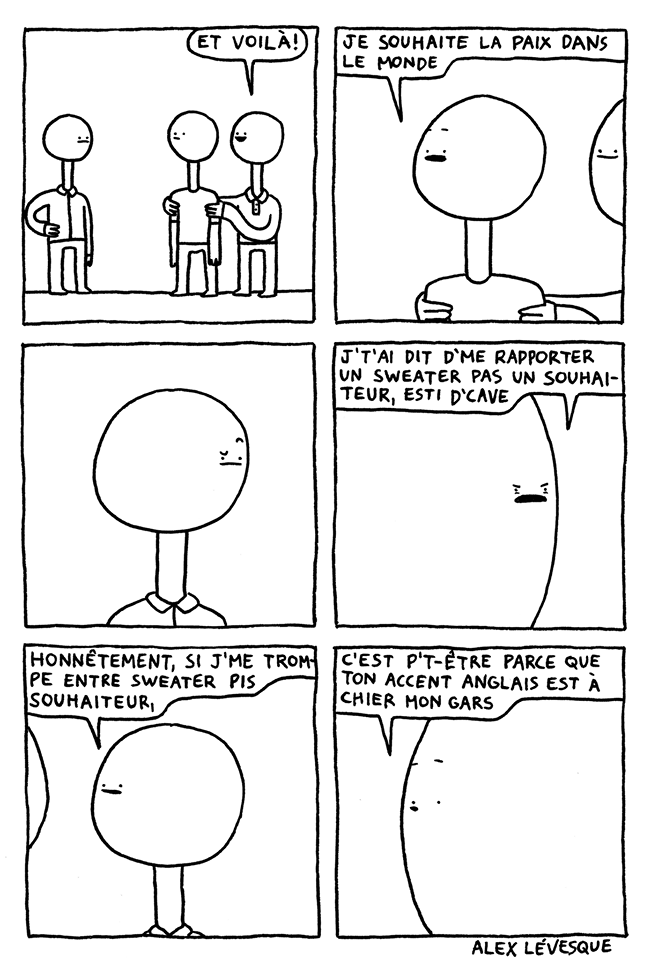 ET VOILÀ!
JE SOUHAITE LA PAIX DANS
LE MONDE
J'T'AI DIT D'ME RAPPORTER
UN SWEATER PAS UN SOUHAI-
TEUR, ESTI D'CAVE
HONNÊTEMENT, SI J'ME TROM-
PE ENTRE SWEATER PIS
SOUHAITEUR,
C'EST P'T-ÊTRE PARCE QUE
TON ACCENT ANGLAIS EST À
CHIER MON GARS
ALEX LÉVESQUE